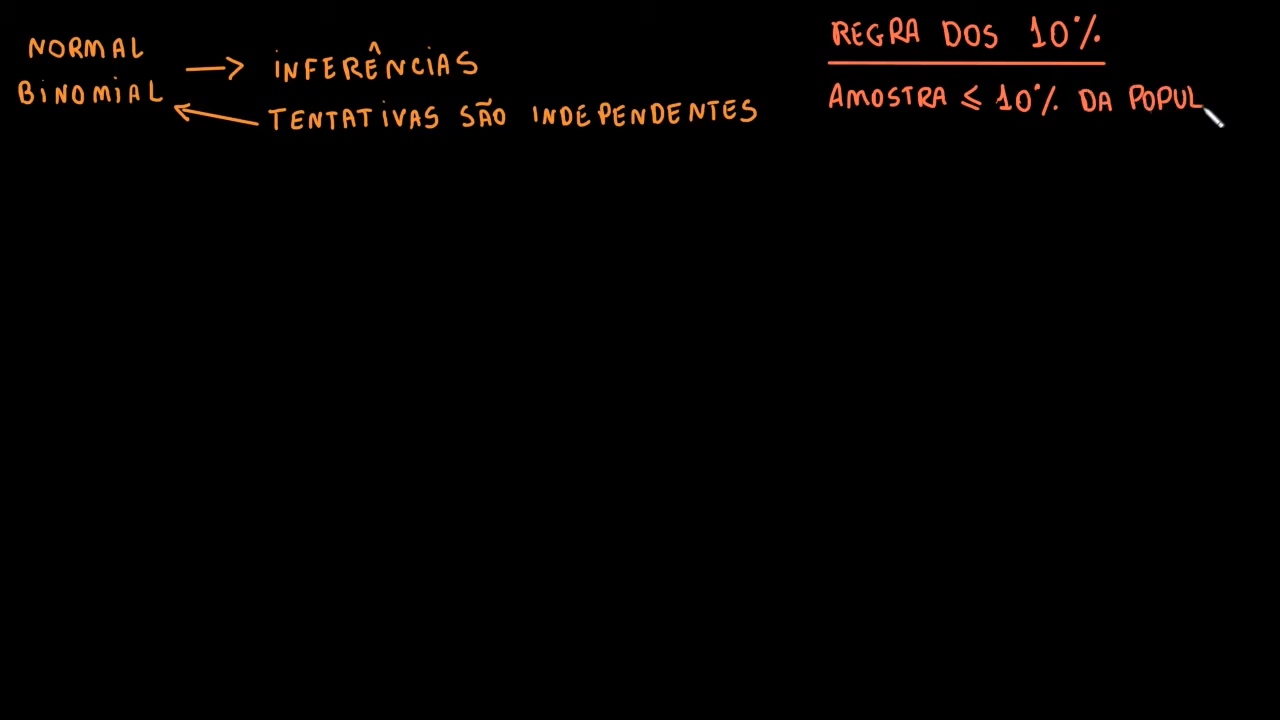 NORMAL
BINOMIAL
→ INFERÊNCIAS
TENTATIVAS SÃO INDEPENDENTES
REGRA DOS 10%
AMOSTRA ≤ 10% DA POPUL